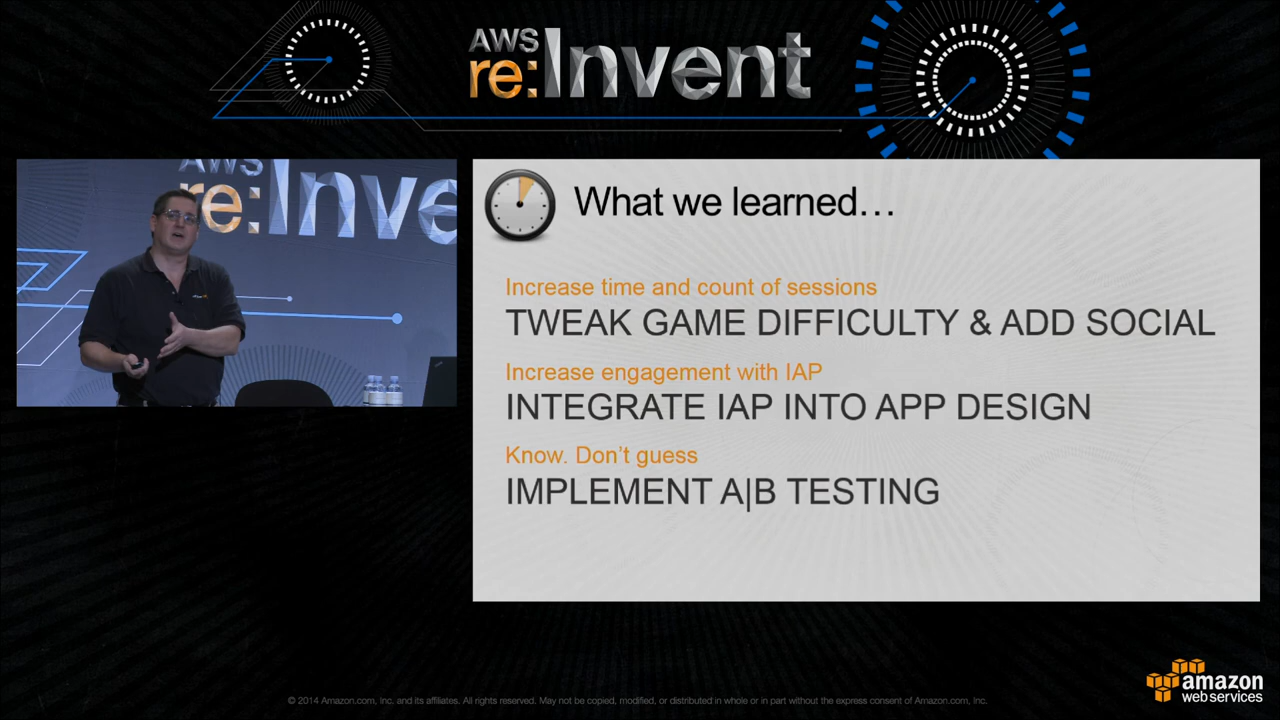 AWS
re:Invent
AWS
re:Inve
What we learned…
Increase time and count of sessions
TWEAK GAME DIFFICULTY & ADD SOCIAL
Increase engagement with IAP
INTEGRATE IAP INTO APP DESIGN
Know. Don't guess
IMPLEMENT A|B TESTING
amazon
web services
© 2014 Amazon.com, Inc. and its affiliates. All rights reserved. May not be copied, modified, or distributed in whole or in part without the express consent of Amazon.com, Inc.